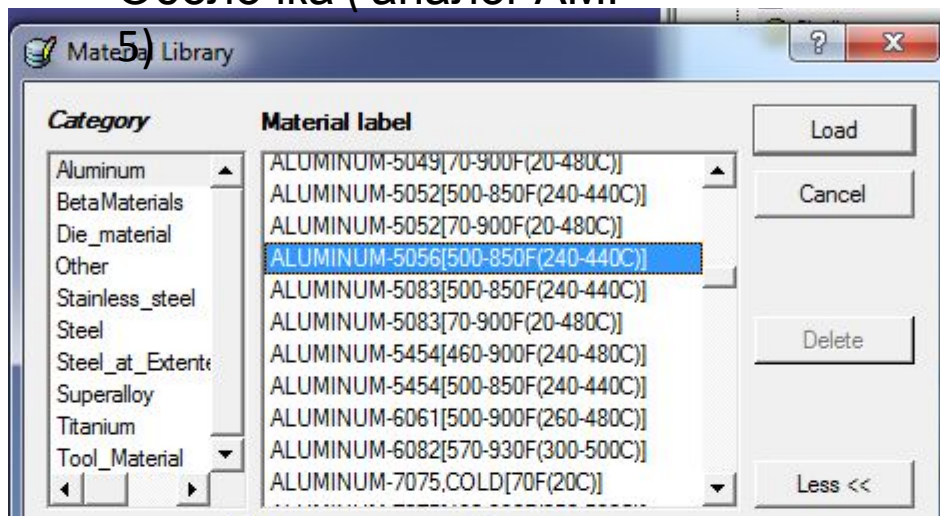 5)
Material Library
Category
Material label
Load
Aluminum
BetaMaterials
Die_material
Other
Stainless_steel
Steel
Steel_at_Extente
Superalloy
Titanium
Tool_Material
ALUMINUM-5049[70-900F(20-480C)]
ALUMINUM-5052[500-850F(240-440C)]
ALUMINUM-5052[70-900F(20-480C)]
ALUMINUM-5056[500-850F(240-440C)]
ALUMINUM-5083[500-850F(240-440C)]
ALUMINUM-5083[70-900F(20-480C)]
ALUMINUM-5454[460-900F(240-480C)]
ALUMINUM-5454[500-850F(240-440C)]
ALUMINUM-6061[500-900F(260-480C)]
ALUMINUM-6082[570-930F(300-500C)]
ALUMINUM-7075,COLD[70F(20C)]
Cancel
Delete
Less <<